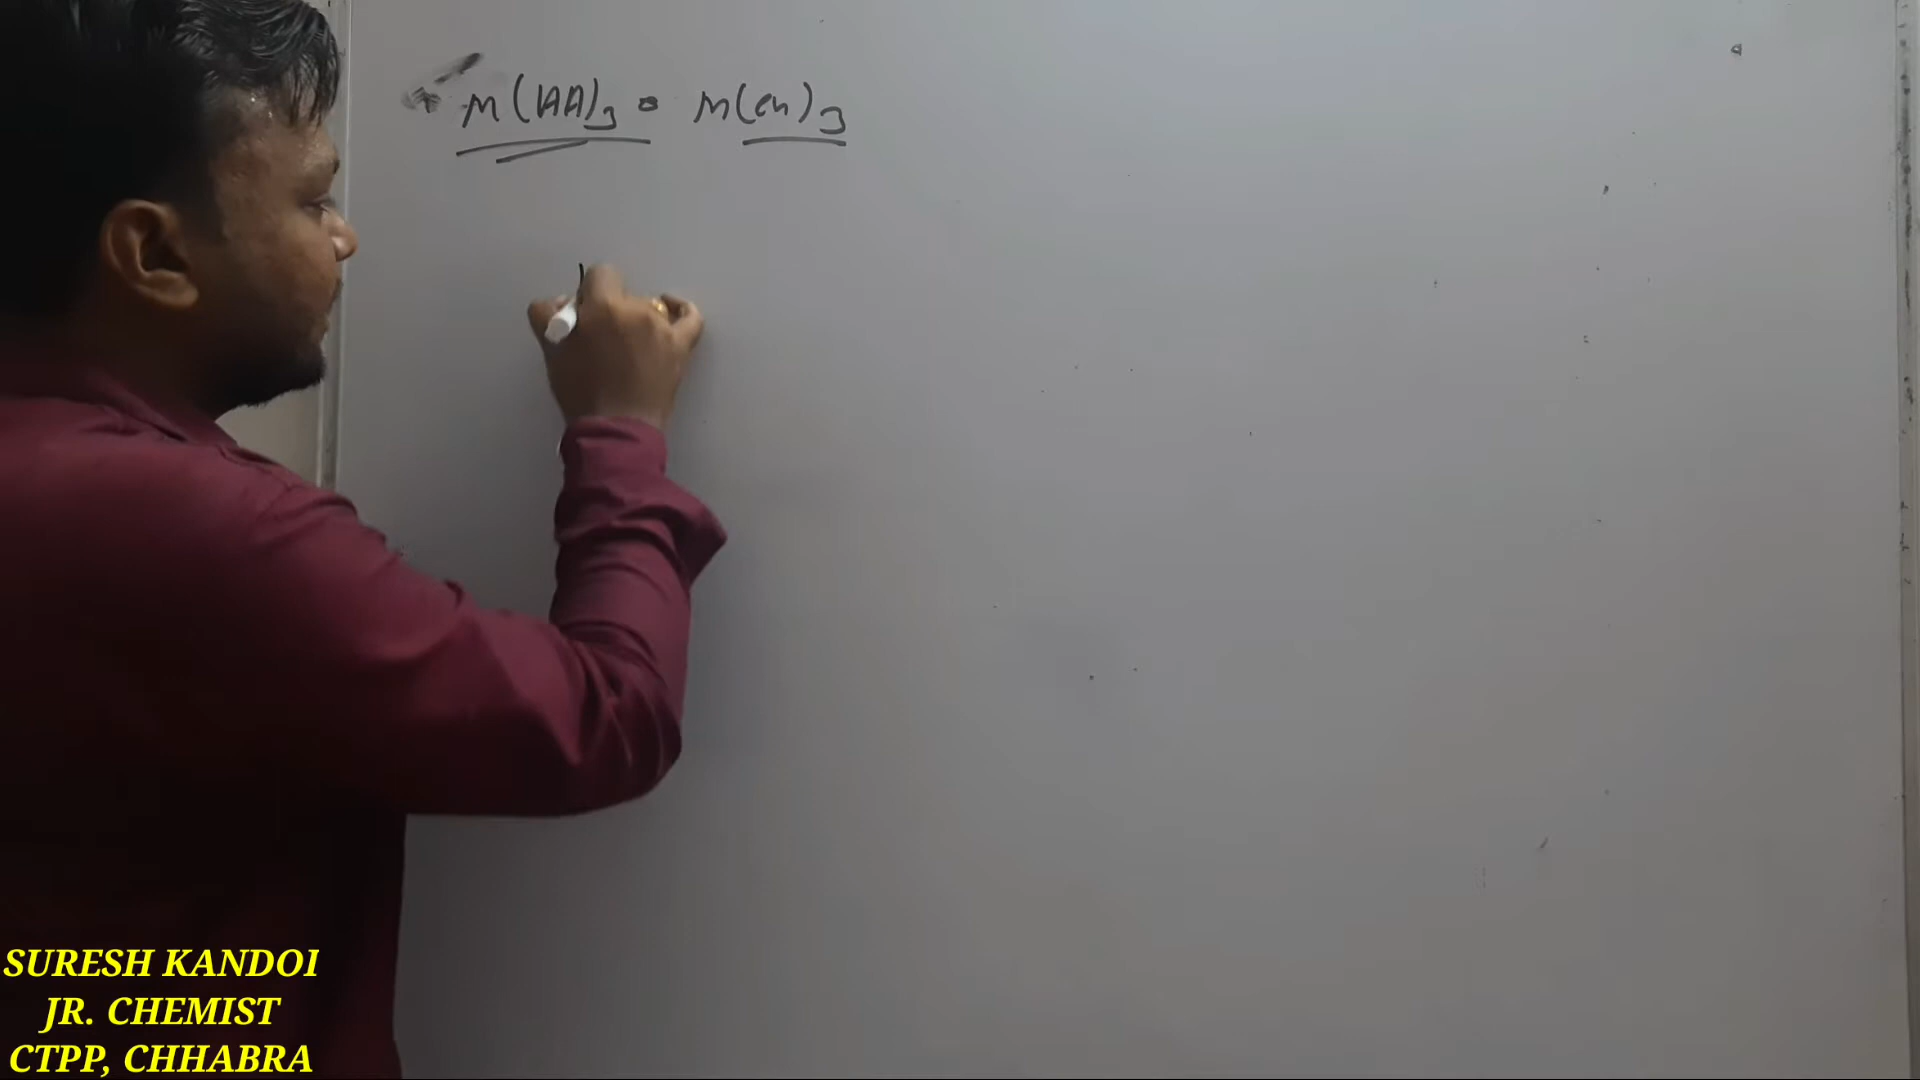 * M(AA)3 = M(en)3
SURESH KANDOI
JR. CHEMIST
CTPP, CHHABRA